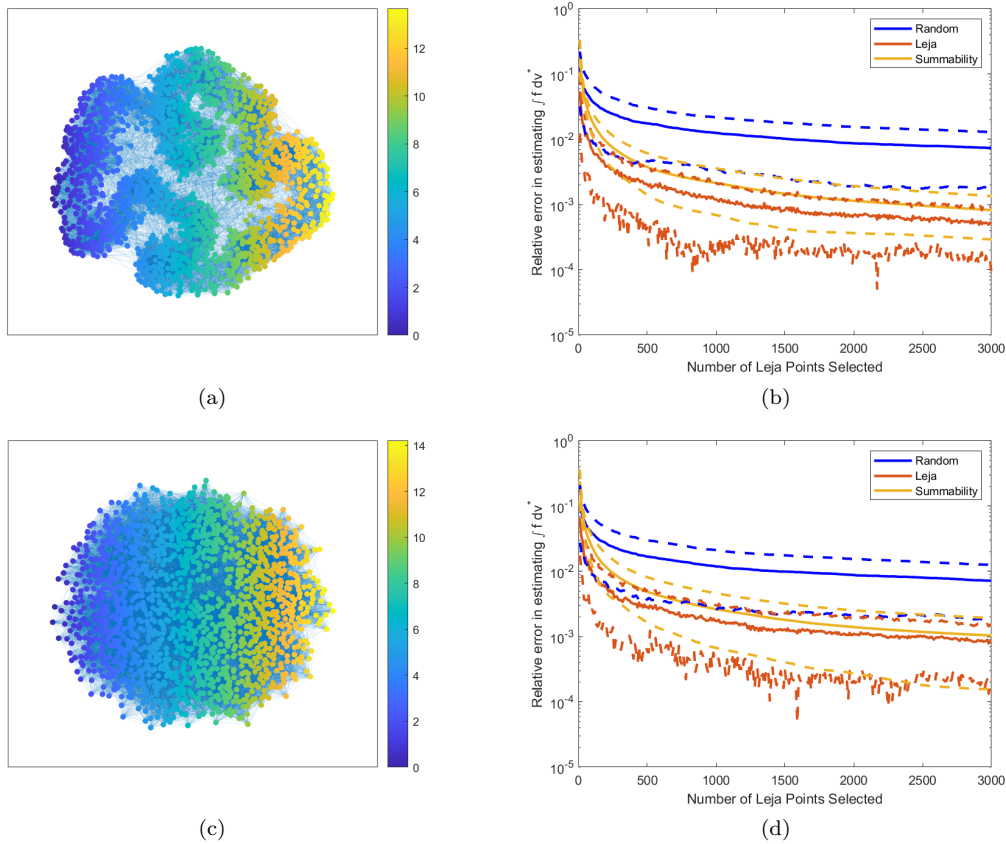 12
10
8
6
4
2
0
(a)
Relative error in estimating ∫ f dν*
10^0
10^-1
10^-2
10^-3
10^-4
10^-5
Random
Leja
Summability
0 500 1000 1500 2000 2500 3000
Number of Leja Points Selected
(b)
14
12
10
8
6
4
2
0
(c)
Relative error in estimating ∫ f dν*
10^0
10^-1
10^-2
10^-3
10^-4
10^-5
Random
Leja
Summability
0 500 1000 1500 2000 2500 3000
Number of Leja Points Selected
(d)